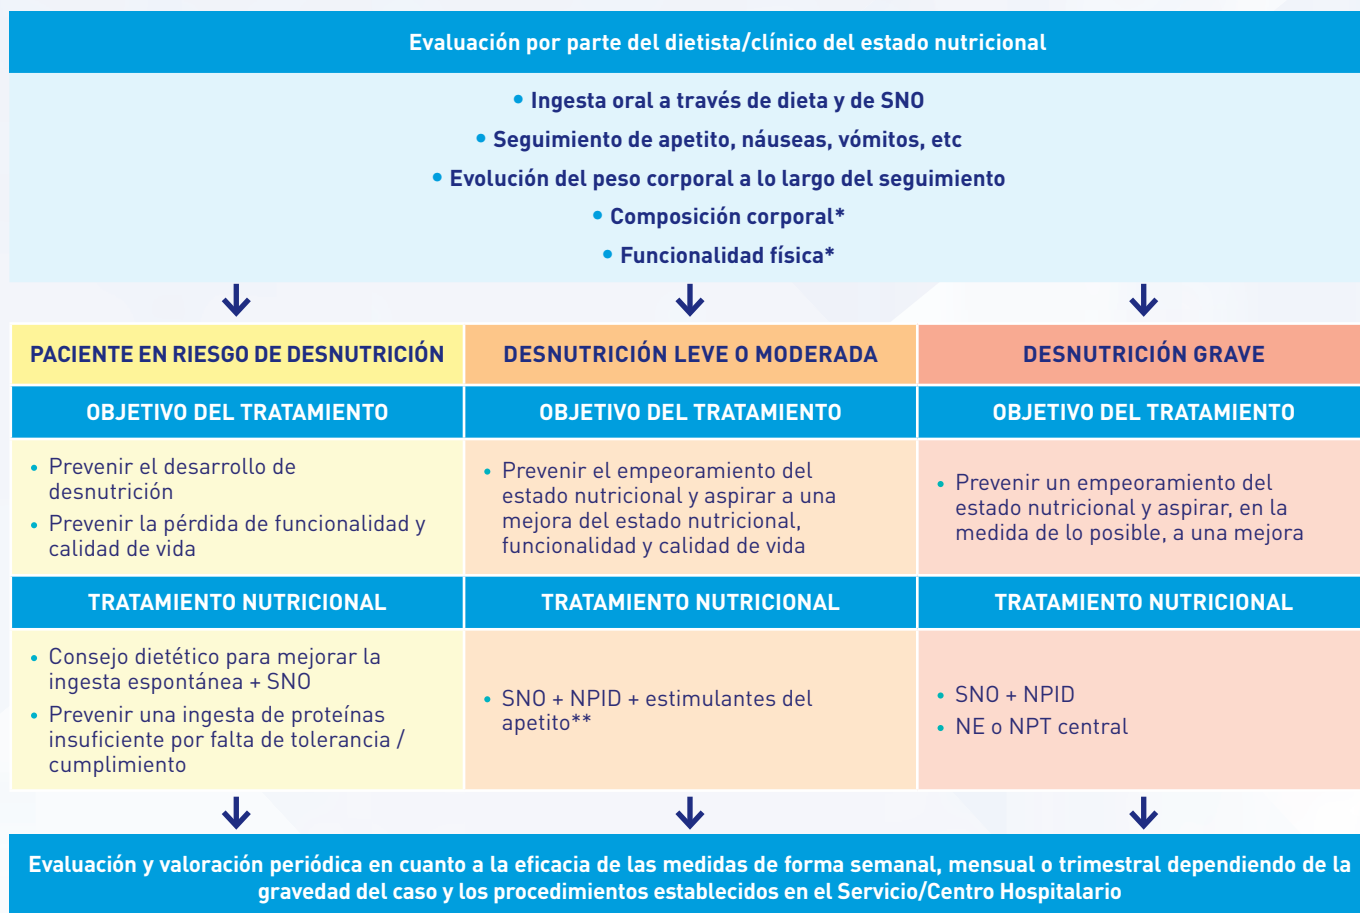 Evaluación por parte del dietista/clínico del estado nutricional
• Ingesta oral a través de dieta y de SNO
• Seguimiento de apetito, náuseas, vómitos, etc
• Evolución del peso corporal a lo largo del seguimiento
• Composición corporal*
• Funcionalidad física*
PACIENTE EN RIESGO DE DESNUTRICIÓN
OBJETIVO DEL TRATAMIENTO
• Prevenir el desarrollo de
desnutrición
• Prevenir la pérdida de funcionalidad y
calidad de vida
TRATAMIENTO NUTRICIONAL
• Consejo dietético para mejorar la
ingesta espontánea + SNO
• Prevenir una ingesta de proteínas
insuficiente por falta de tolerancia /
cumplimiento
DESNUTRICIÓN LEVE O MODERADA
OBJETIVO DEL TRATAMIENTO
• Prevenir el empeoramiento del
estado nutricional y aspirar a una
mejora del estado nutricional,
funcionalidad y calidad de vida
TRATAMIENTO NUTRICIONAL
• SNO + NPID + estimulantes del
apetito**
DESNUTRICIÓN GRAVE
OBJETIVO DEL TRATAMIENTO
• Prevenir un empeoramiento del
estado nutricional y aspirar, en la
medida de lo posible, a una mejora
TRATAMIENTO NUTRICIONAL
• SNO + NPID
• NE o NPT central
Evaluación y valoración periódica en cuanto a la eficacia de las medidas de forma semanal, mensual o trimestral dependiendo de la
gravedad del caso y los procedimientos establecidos en el Servicio/Centro Hospitalario